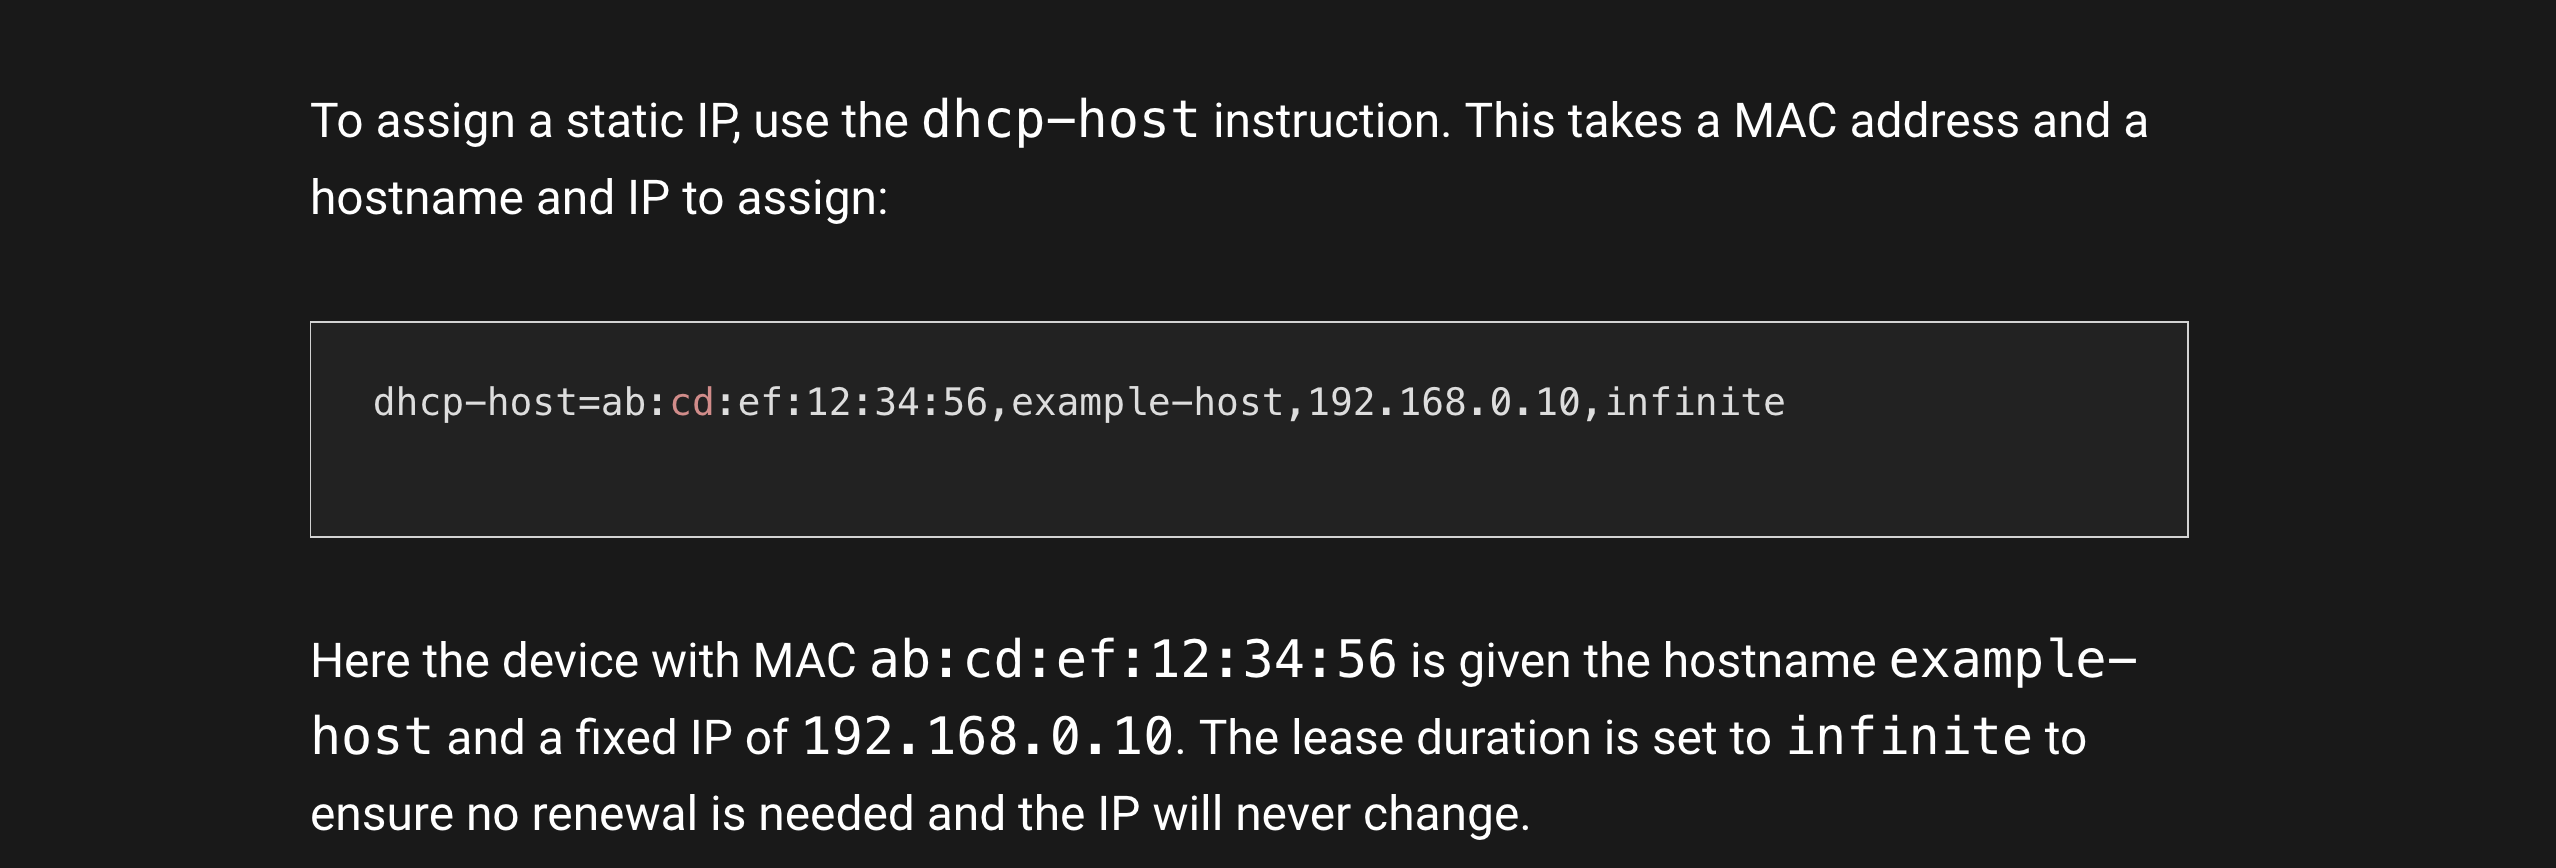 To assign a static IP, use the dhcp-host instruction. This takes a MAC address and a
hostname and IP to assign:
dhcp-host=ab:cd:ef:12:34:56,example-host,192.168.0.10,infinite
Here the device with MAC ab:cd:ef:12:34:56 is given the hostname example-
host and a fixed IP of 192.168.0.10. The lease duration is set to infinite to
ensure no renewal is needed and the IP will never change.